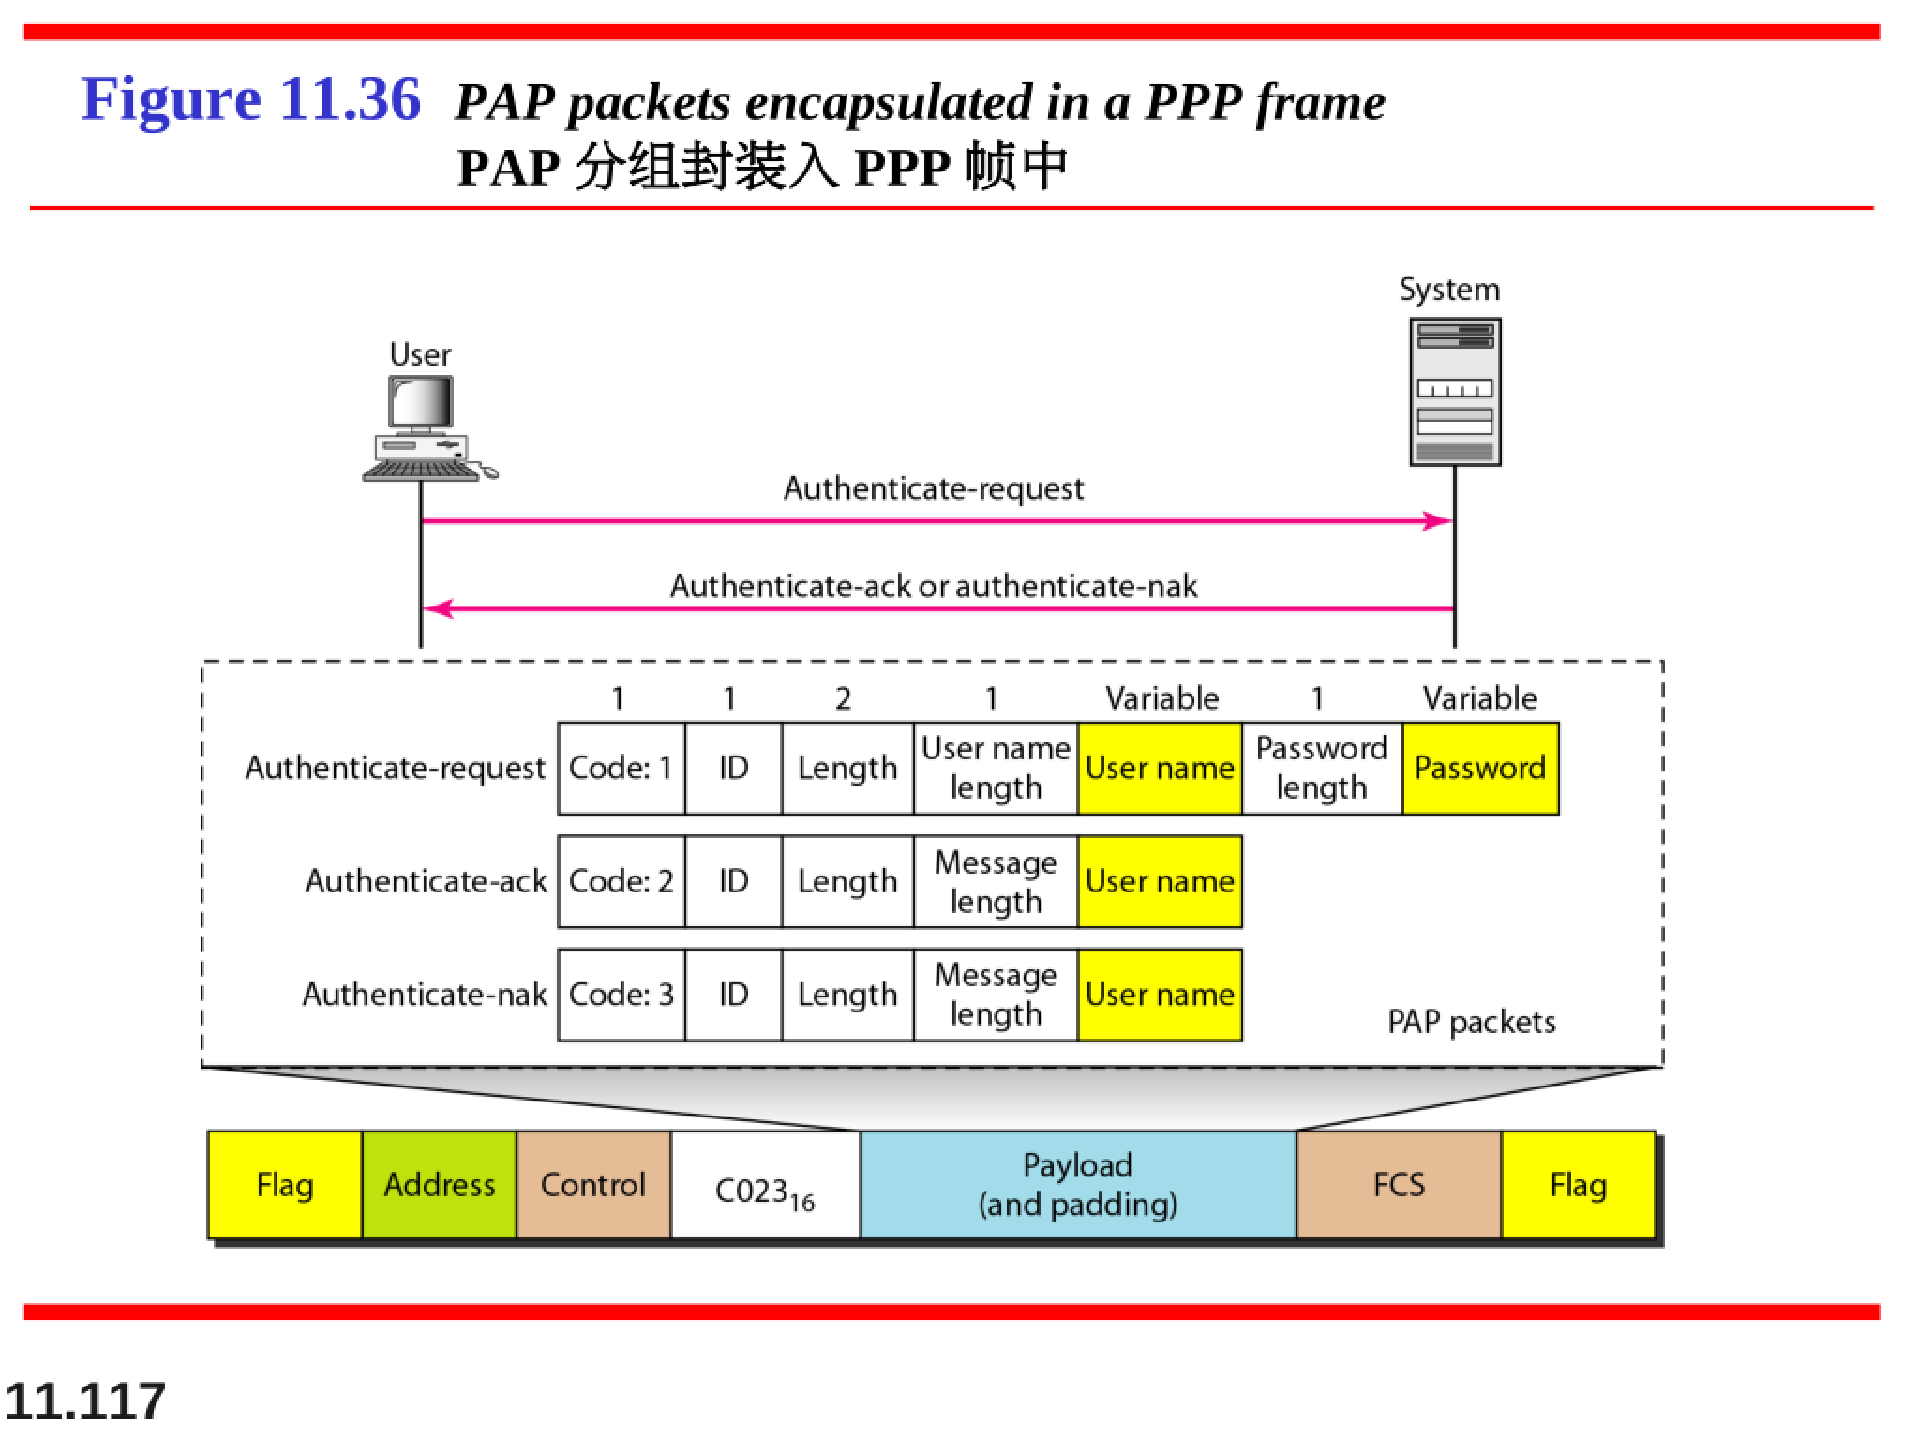 Figure 11.36 PAP packets encapsulated in a PPP frame
PAP 分组封装入 PPP 帧中
System
User
Authenticate-request
Authenticate-ack or authenticate-nak
1 1 2 1 Variable 1 Variable
Authenticate-request Code: 1 ID Length User name length User name Password length Password
Authenticate-ack Code: 2 ID Length Message length User name
Authenticate-nak Code: 3 ID Length Message length User name
PAP packets
Flag Address Control C023₁₆ Payload (and padding) FCS Flag
11.117